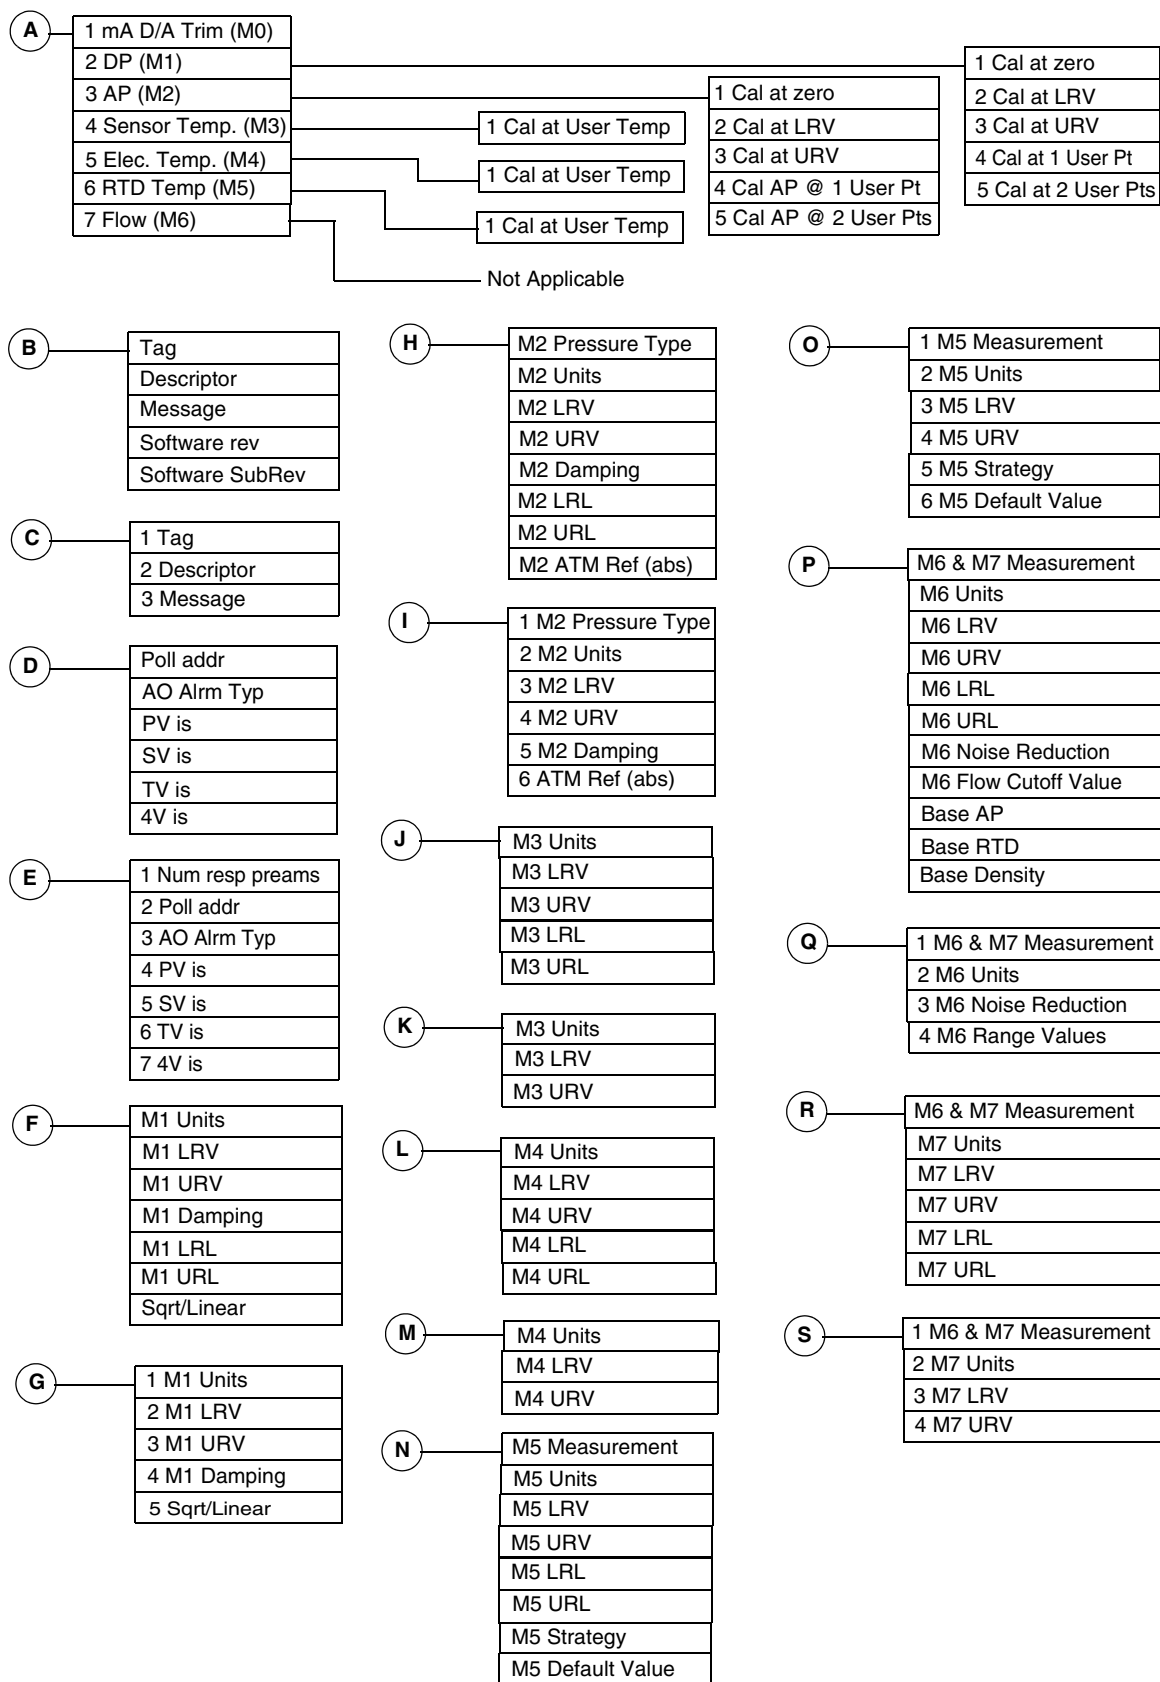 A
1 mA D/A Trim (M0)
2 DP (M1)
3 AP (M2)
4 Sensor Temp. (M3)
5 Elec. Temp. (M4)
6 RTD Temp (M5)
7 Flow (M6)
1 Cal at User Temp
1 Cal at User Temp
1 Cal at User Temp
Not Applicable
1 Cal at zero
2 Cal at LRV
3 Cal at URV
4 Cal AP @ 1 User Pt
5 Cal AP @ 2 User Pts
1 Cal at zero
2 Cal at LRV
3 Cal at URV
4 Cal at 1 User Pt
5 Cal at 2 User Pts
B
Tag
Descriptor
Message
Software rev
Software SubRev
C
1 Tag
2 Descriptor
3 Message
D
Poll addr
AO Alrm Typ
PV is
SV is
TV is
4V is
E
1 Num resp preams
2 Poll addr
3 AO Alrm Typ
4 PV is
5 SV is
6 TV is
7 4V is
F
M1 Units
M1 LRV
M1 URV
M1 Damping
M1 LRL
M1 URL
Sqrt/Linear
G
1 M1 Units
2 M1 LRV
3 M1 URV
4 M1 Damping
5 Sqrt/Linear
H
M2 Pressure Type
M2 Units
M2 LRV
M2 URV
M2 Damping
M2 LRL
M2 URL
M2 ATM Ref (abs)
I
1 M2 Pressure Type
2 M2 Units
3 M2 LRV
4 M2 URV
5 M2 Damping
6 ATM Ref (abs)
J
M3 Units
M3 LRV
M3 URV
M3 LRL
M3 URL
K
M3 Units
M3 LRV
M3 URV
L
M4 Units
M4 LRV
M4 URV
M4 LRL
M4 URL
M
M4 Units
M4 LRV
M4 URV
N
M5 Measurement
M5 Units
M5 LRV
M5 URV
M5 LRL
M5 URL
M5 Strategy
M5 Default Value
O
1 M5 Measurement
2 M5 Units
3 M5 LRV
4 M5 URV
5 M5 Strategy
6 M5 Default Value
P
M6 & M7 Measurement
M6 Units
M6 LRV
M6 URV
M6 LRL
M6 URL
M6 Noise Reduction
M6 Flow Cutoff Value
Base AP
Base RTD
Base Density
Q
1 M6 & M7 Measurement
2 M6 Units
3 M6 Noise Reduction
4 M6 Range Values
R
M6 & M7 Measurement
M7 Units
M7 LRV
M7 URV
M7 LRL
M7 URL
S
1 M6 & M7 Measurement
2 M7 Units
3 M7 LRV
4 M7 URV